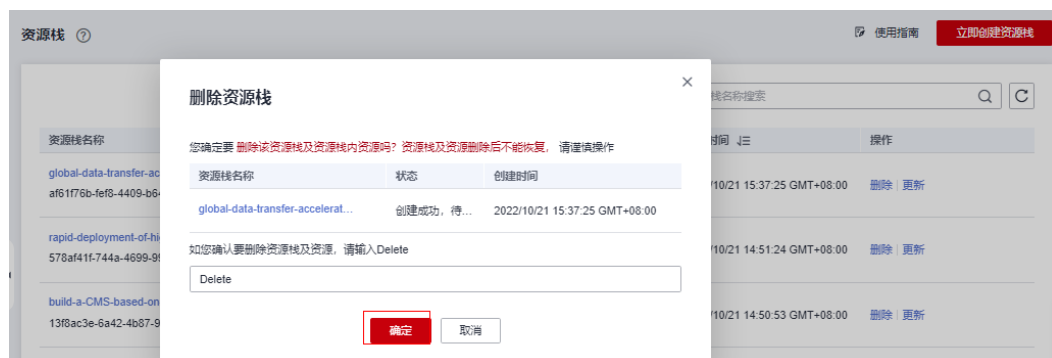 资源栈
使用指南
立即创建资源栈
删除资源栈
栈名称搜索
资源栈名称
时间
操作
您确定要 删除该资源栈及资源栈内资源吗？资源栈及资源删除后不能恢复， 请谨慎操作
资源栈名称 状态 创建时间
global-data-transfer-ac
af61f76b-fef8-4409-b64
/10/21 15:37:25 GMT+08:00
删除 | 更新
global-data-transfer-accelerat... 创建成功，待... 2022/10/21 15:37:25 GMT+08:00
rapid-deployment-of-hi
578af41f-744a-4699-99
/10/21 14:51:24 GMT+08:00
删除 | 更新
如您确认要删除资源栈及资源，请输入Delete
Delete
build-a-CMS-based-on
13f8ac3e-6a42-4b87-9
/10/21 14:50:53 GMT+08:00
删除 | 更新
确定
取消